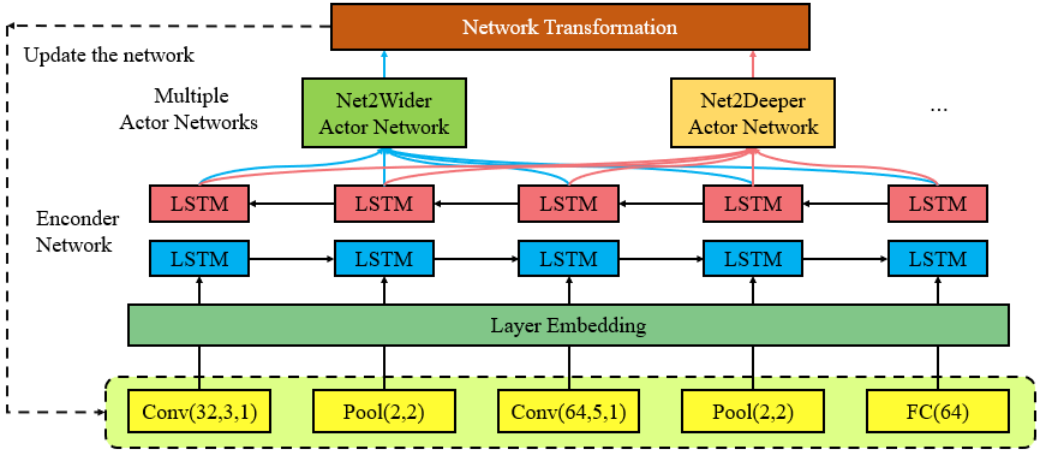 Network Transformation
Update the network
Multiple
Actor Networks
Net2Wider
Actor Network
Net2Deeper
Actor Network
...
Enconder
Network
LSTM LSTM LSTM LSTM LSTM
LSTM LSTM LSTM LSTM LSTM
Layer Embedding
Conv(32,3,1) Pool(2,2) Conv(64,5,1) Pool(2,2) FC(64)